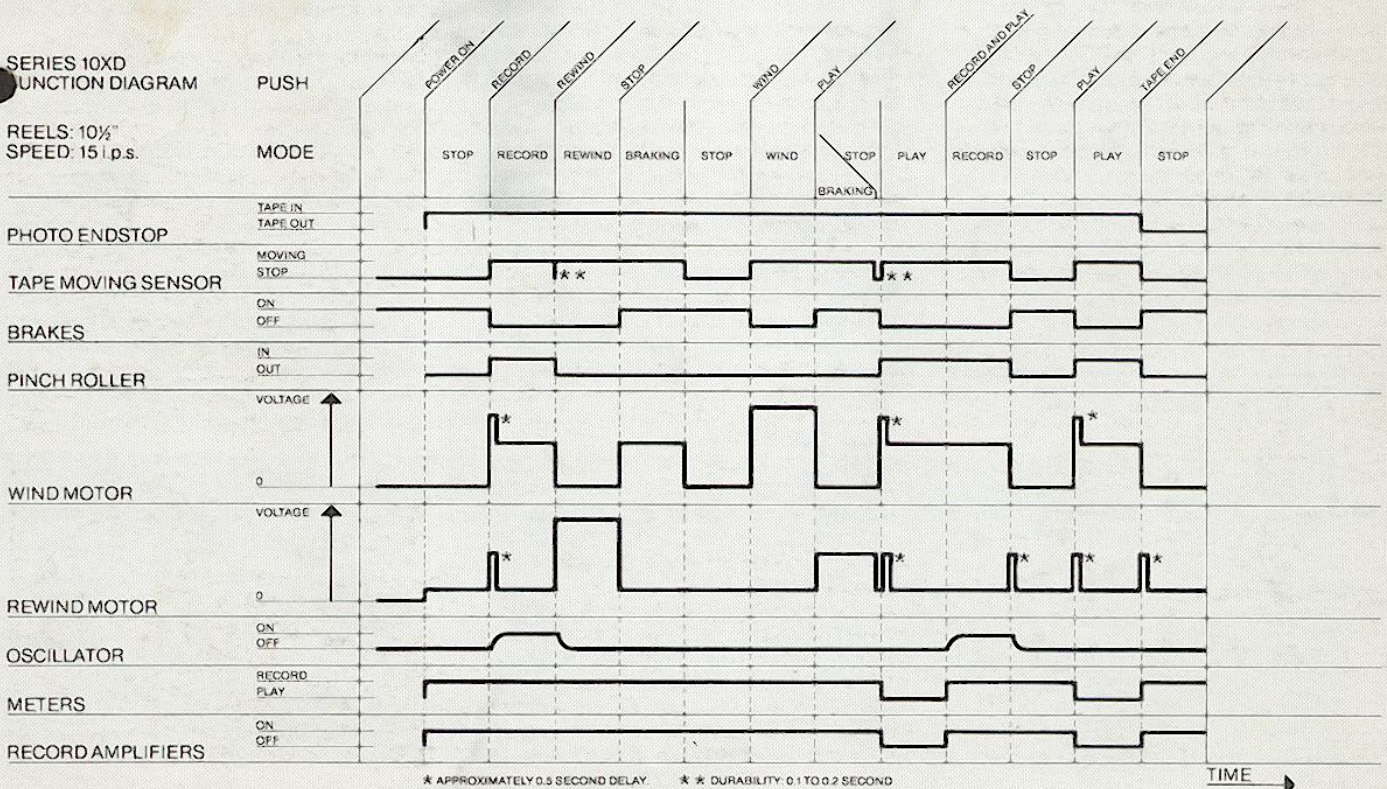 SERIES 10XD
UNCTION DIAGRAM
PUSH
POWER ON
RECORD
REWIND
STOP
WIND
PLAY
RECORD AND PLAY
STOP
PLAY
TAPE END
REELS: 10½"
SPEED: 15 i.p.s.
MODE
STOP RECORD REWIND BRAKING STOP WIND STOP PLAY RECORD STOP PLAY STOP
BRAKING
TAPE IN
TAPE OUT
PHOTO ENDSTOP
MOVING
STOP
** **
TAPE MOVING SENSOR
ON
OFF
BRAKES
IN
OUT
PINCH ROLLER
VOLTAGE
* * *
0
WIND MOTOR
VOLTAGE
* * * * *
0
REWIND MOTOR
ON
OFF
OSCILLATOR
RECORD
PLAY
METERS
ON
OFF
RECORD AMPLIFIERS
* APPROXIMATELY 0.5 SECOND DELAY. ** DURABILITY: 0.1 TO 0.2 SECOND
TIME